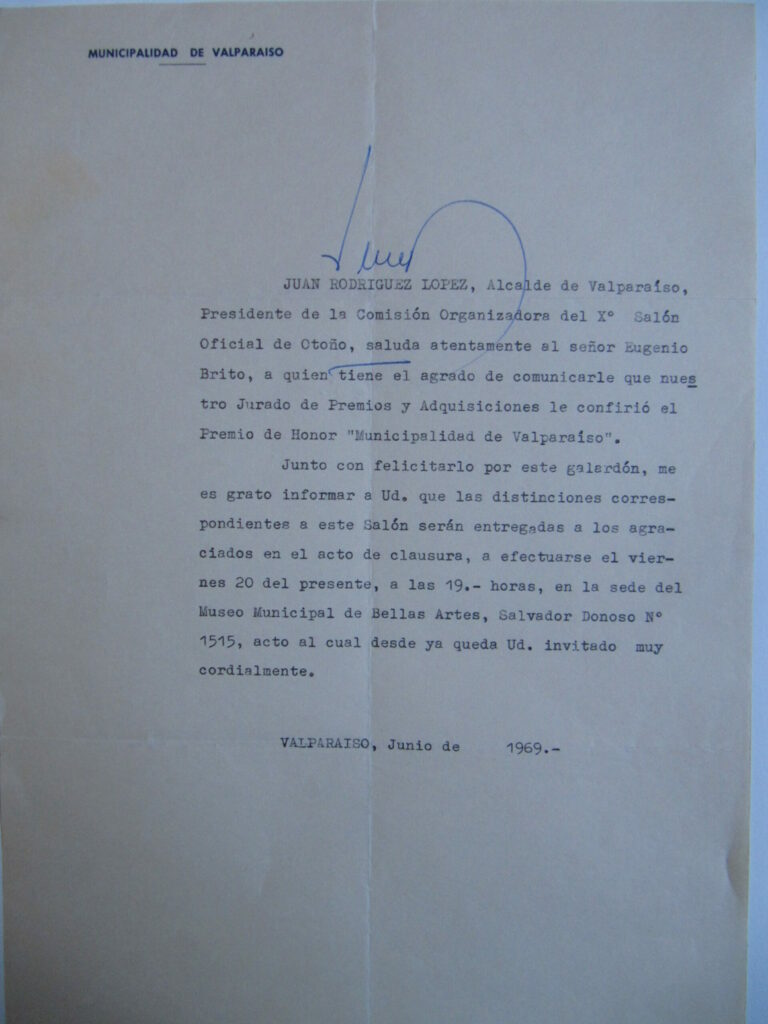 MUNICIPALIDAD DE VALPARAISO
JUAN RODRIGUEZ LOPEZ, Alcalde de Valparaíso,
Presidente de la Comisión Organizadora del Xº Salón
Oficial de Otoño, saluda atentamente al señor Eugenio
Brito, a quien tiene el agrado de comunicarle que nues
tro Jurado de Premios y Adquisiciones le confirió el
Premio de Honor "Municipalidad de Valparaíso".
Junto con felicitarlo por este galardón, me
es grato informar a Ud. que las distinciones corres-
pondientes a este Salón serán entregadas a los agra-
ciados en el acto de clausura, a efectuarse el vier-
nes 20 del presente, a las 19.- horas, en la sede del
Museo Municipal de Bellas Artes, Salvador Donoso Nº
1515, acto al cual desde ya queda Ud. invitado muy
cordialmente.
VALPARAISO, Junio de 1969.-